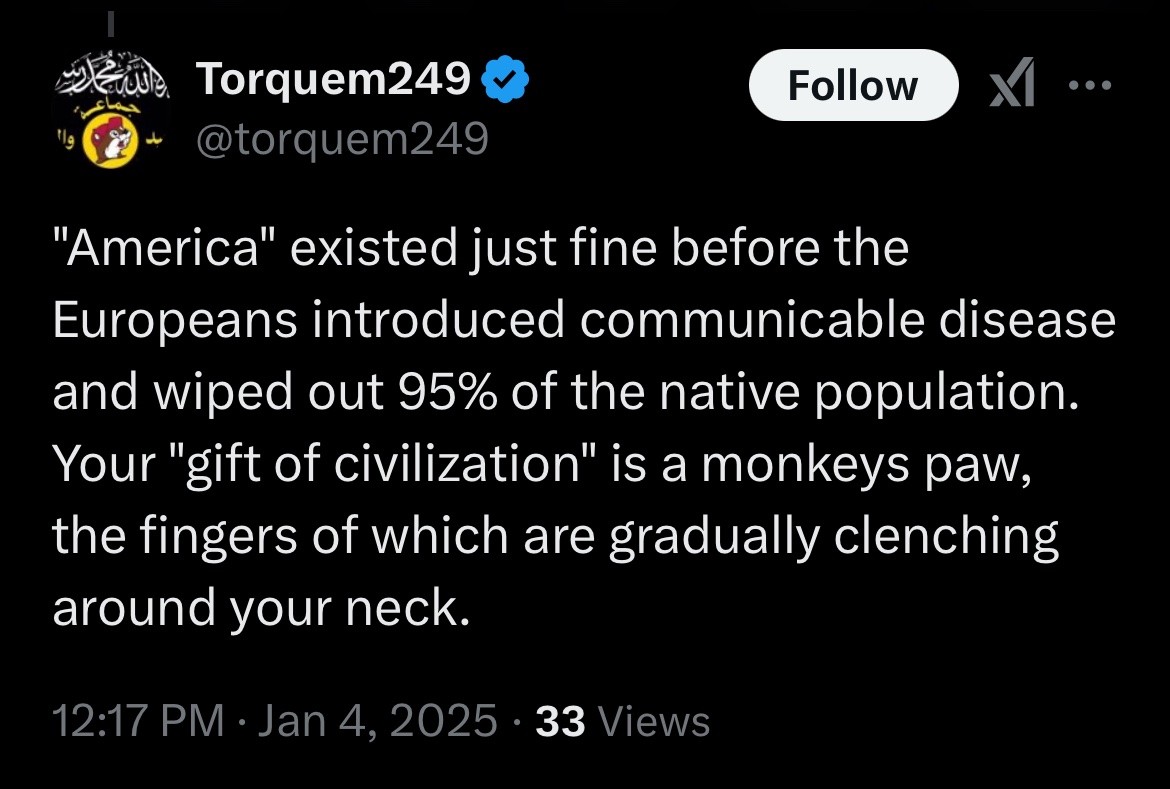 Torquem249
Follow
@torquem249
جماعة
"America" existed just fine before the
Europeans introduced communicable disease
and wiped out 95% of the native population.
Your "gift of civilization" is a monkeys paw,
the fingers of which are gradually clenching
around your neck.
12:17 PM · Jan 4, 2025 · 33 Views